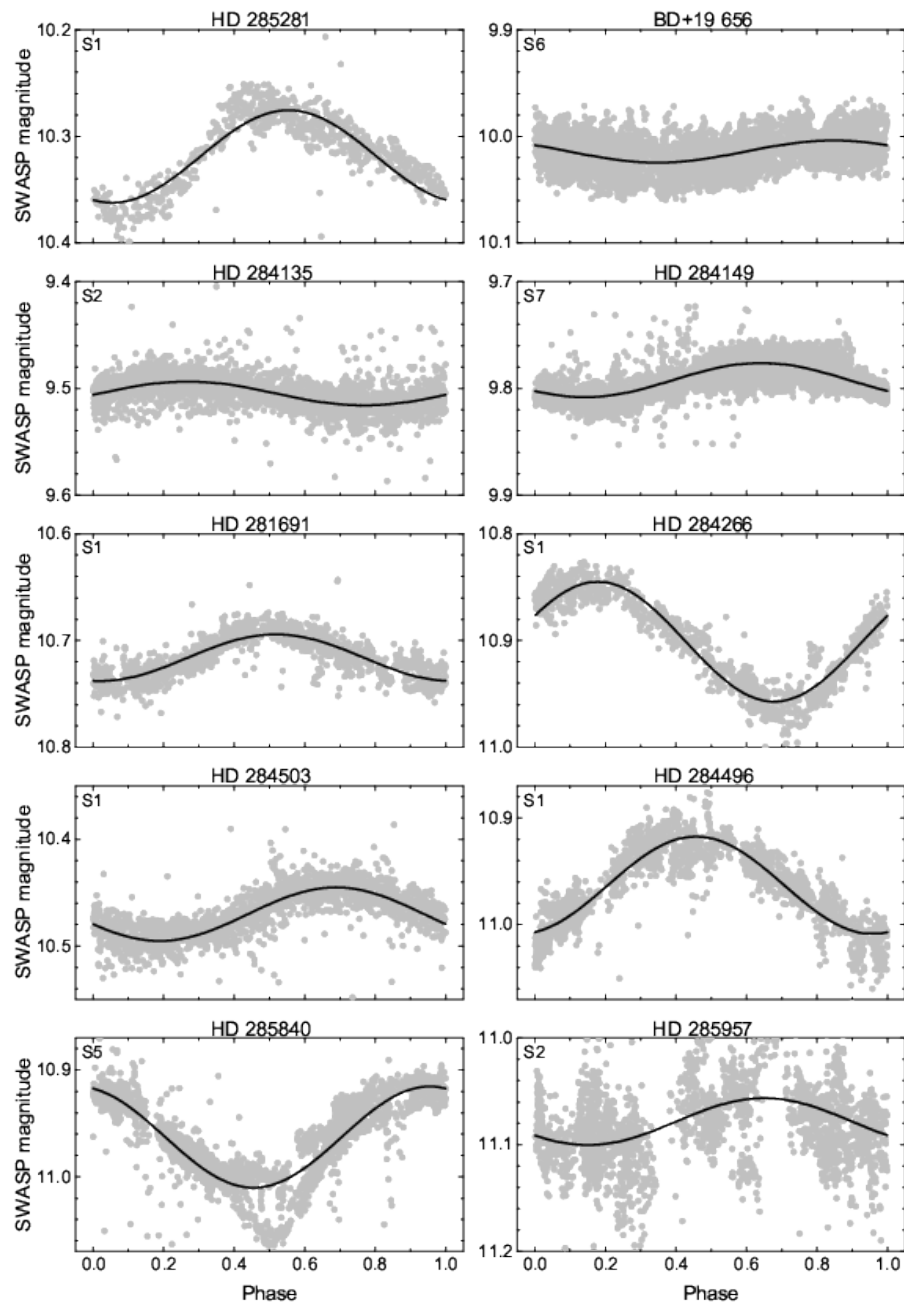 HD 285281
S1
10.2
10.3
10.4
SWASP magnitude
BD+19 656
S6
9.9
10.0
10.1
HD 284135
S2
9.4
9.5
9.6
SWASP magnitude
HD 284149
S7
9.7
9.8
9.9
HD 281691
S1
10.6
10.7
10.8
SWASP magnitude
HD 284266
S1
10.8
10.9
11.0
HD 284503
S1
10.4
10.5
SWASP magnitude
HD 284496
S1
10.9
11.0
HD 285840
S5
10.9
11.0
SWASP magnitude
0.0 0.2 0.4 0.6 0.8 1.0
Phase
HD 285957
S2
11.0
11.1
11.2
0.0 0.2 0.4 0.6 0.8 1.0
Phase